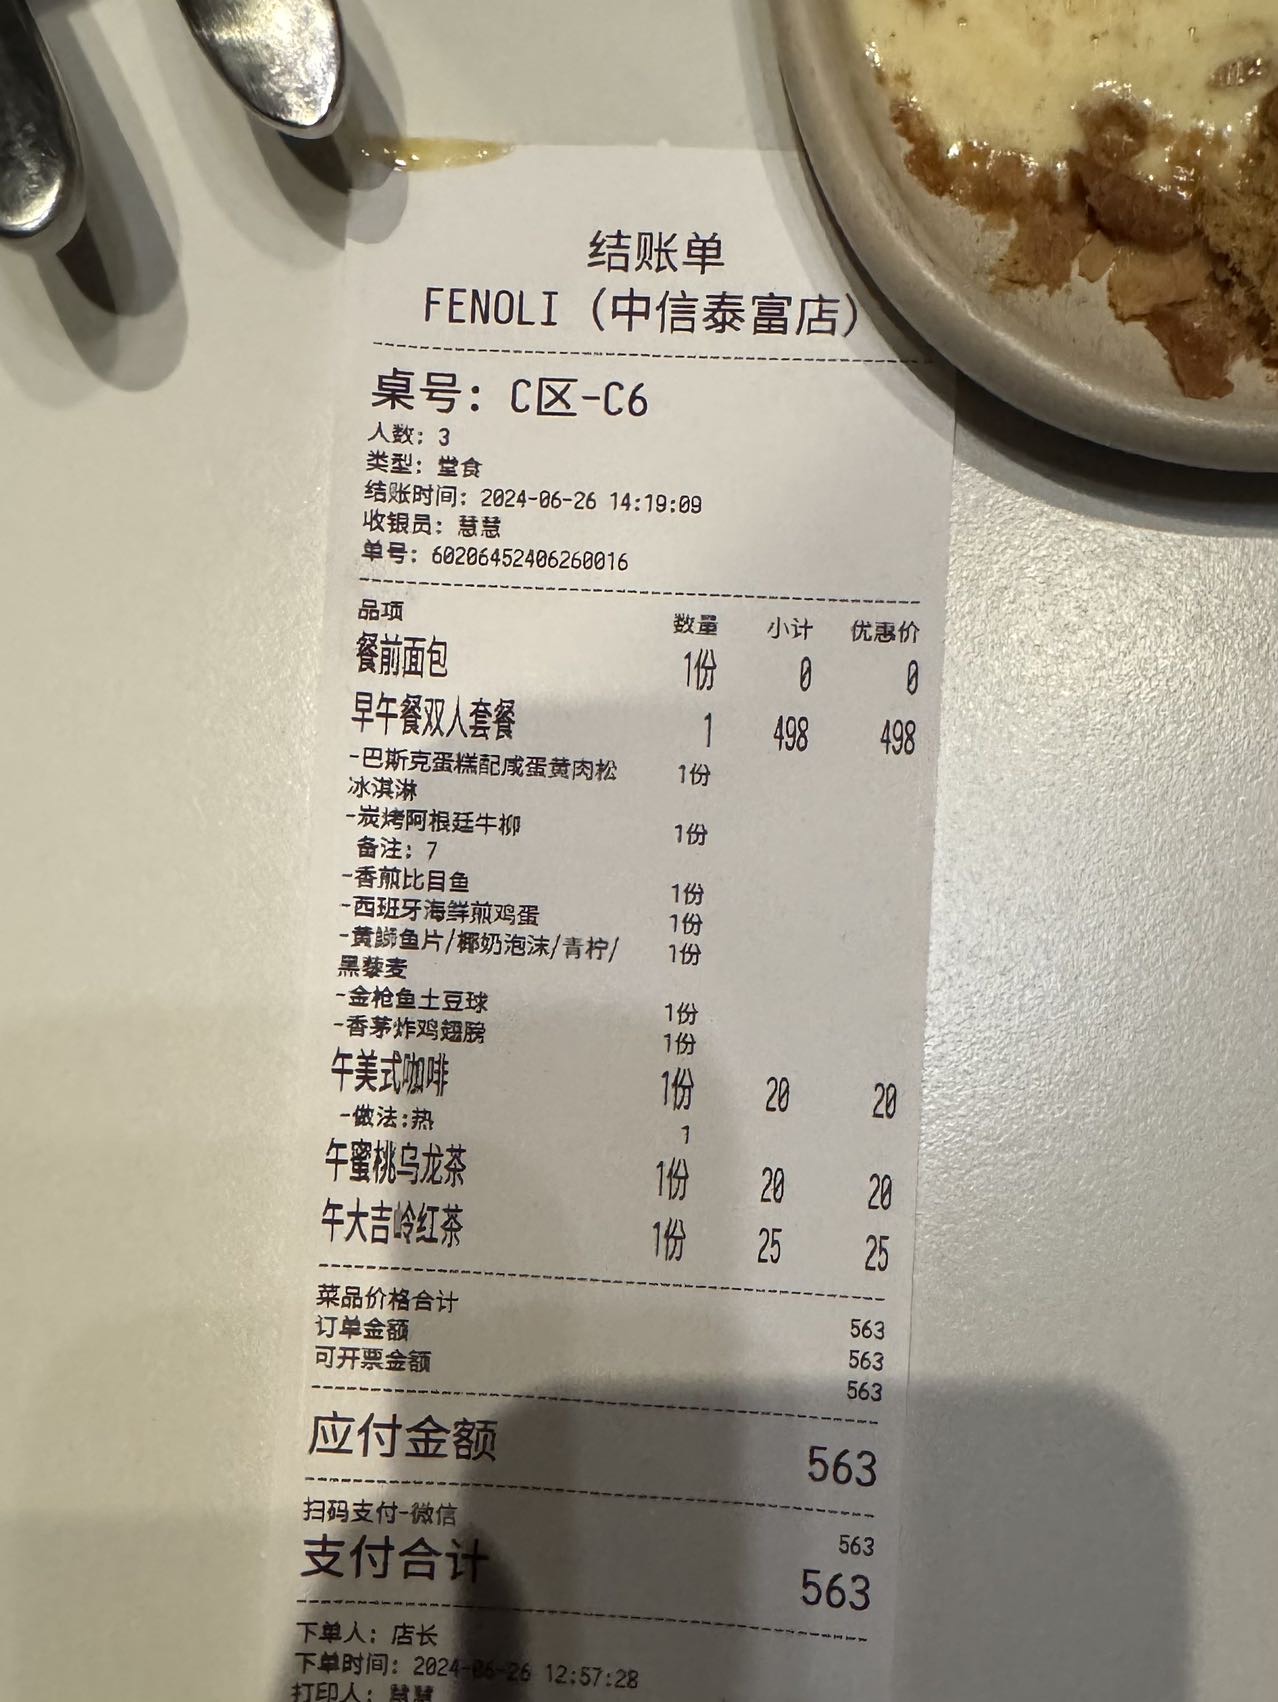 结账单
FENOLI（中信泰富店）
桌号：C区-C6
人数：3
类型：堂食
结账时间：2024-06-26 14:19:09
收银员：慧慧
单号：60206452406260016
品项 数量 小计 优惠价
餐前面包 1份 0 0
早午餐双人套餐 1 498 498
-巴斯克蛋糕配咸蛋黄肉松 1份
冰淇淋
-炭烤阿根廷牛柳 1份
备注：7
-香煎比目鱼 1份
-西班牙海鲜煎鸡蛋 1份
-黄鰤鱼片/椰奶泡沫/青柠/ 1份
黑藜麦
-金枪鱼土豆球 1份
-香茅炸鸡翅膀 1份
午美式咖啡 1份 20 20
-做法:热 1
午蜜桃乌龙茶 1份 20 20
午大吉岭红茶 1份 25 25
菜品价格合计 563
订单金额 563
可开票金额 563
应付金额 563
扫码支付-微信 563
支付合计 563
下单人：店长
下单时间：2024-06-26 12:57:28
打印人：慧慧